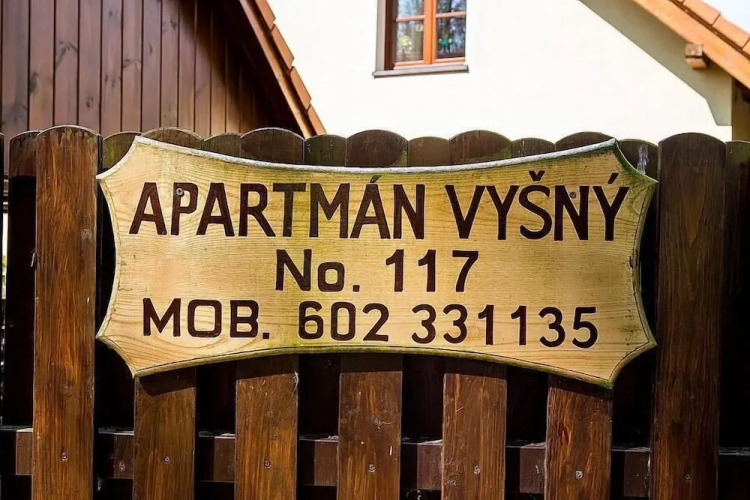 APARTMÁN VYŠNÝ
No. 117
MOB. 602 331135